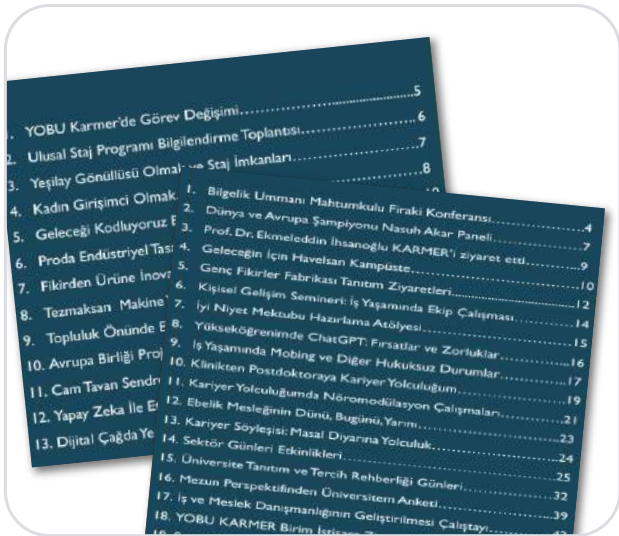 1. YOBU Karmer'de Görev Değişimi.......................................5
2. Ulusal Staj Programı Bilgilendirme Toplantısı.......................6
3. Yeşilay Gönüllüsü Olmak ve Staj İmkanları.......................7
4. Kadın Girişimci Olmak 8
5. Geleceği Kodluyoruz
6. Proda Endüstriyel
7. Fikirden Ürüne
8. Tezmaksan Makine
9. Topluluk Önünde
10. Avrupa Birliği
11. Cam Tavan
12. Yapay Zeka İle
13. Dijital Çağda
1. Bilgelik Ummanı Mahtumkulu Firaki Konferansı.......................4
2. Dünya ve Avrupa Şampiyonu Nasuh Akar Paneli.......................7
3. Prof. Dr. Ekmeleddin İhsanoğlu KARMER'i ziyaret etti.......................9
4. Geleceğin İçin Havelsan Kampüste.......................10
5. Genç Fikirler Fabrikası Tanıtım Ziyaretleri.......................12
6. Kişisel Gelişim Semineri: İş Yaşamında Ekip Çalışması.......................14
7. İyi Niyet Mektubu Hazırlama Atölyesi.......................15
8. Yükseköğrenimde ChatGPT: Fırsatlar ve Zorluklar.......................16
9. İş Yaşamında Mobing ve Diğer Hukuksuz Durumlar.......................17
10. Klinikten Postdoktoraya Kariyer Yolculuğum.......................19
11. Kariyer Yolculuğumda Nöromodülasyon Çalışmaları.......................21
12. Ebelik Mesleğinin Dünü, Bugünü, Yarını.......................23
13. Kariyer Söyleşisi: Masal Diyarına Yolculuk.......................24
14. Sektör Günleri Etkinlikleri.......................25
15. Üniversite Tanıtım ve Tercih Rehberliği Günleri.......................32
16. Mezun Perspektifinden Üniversitem Anketi.......................39
17. İş ve Meslek Danışmanlığının Geliştirilmesi Çalıştayı.......................
18. YOBU KARMER Birim